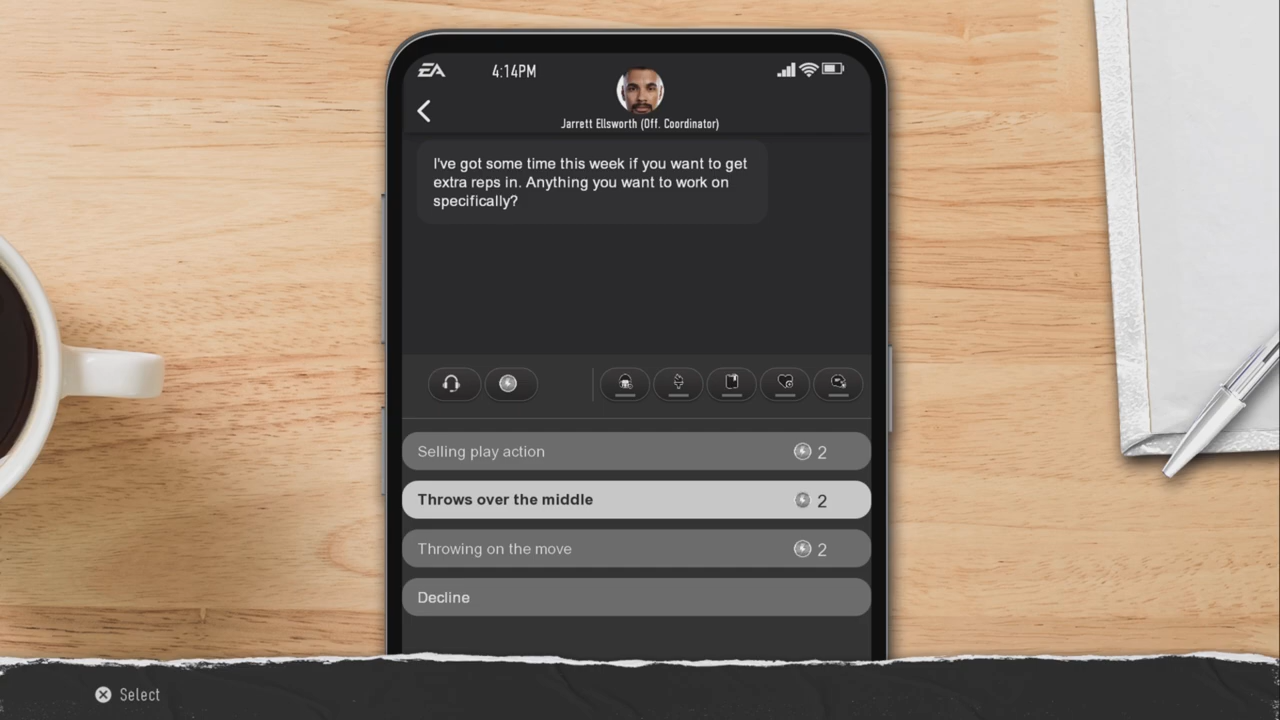 EA
4:14PM
Jarrett Ellsworth (Off. Coordinator)
I've got some time this week if you want to get
extra reps in. Anything you want to work on
specifically?
Selling play action 2
Throws over the middle 2
Throwing on the move 2
Decline
Select